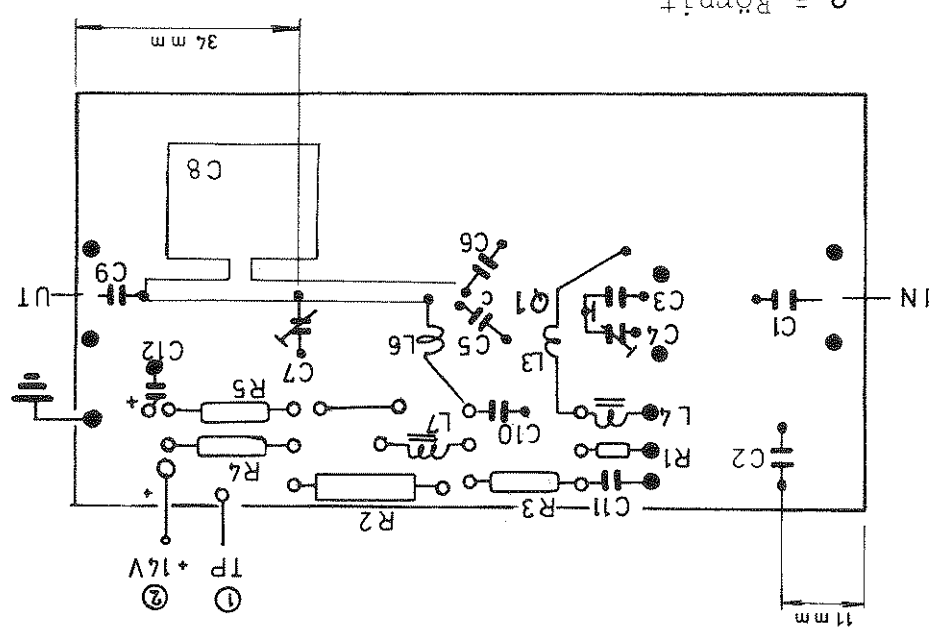 11 mm
① ②
TP +14V
C11 R3 R2
+
C2 R1 R4
L4 C10 L7 R5
+
C12
L3 C7
C4 C5 L6
C1 C3 Q1 c
IN UT
C9
C6
C8
34 mm
= Rörnit